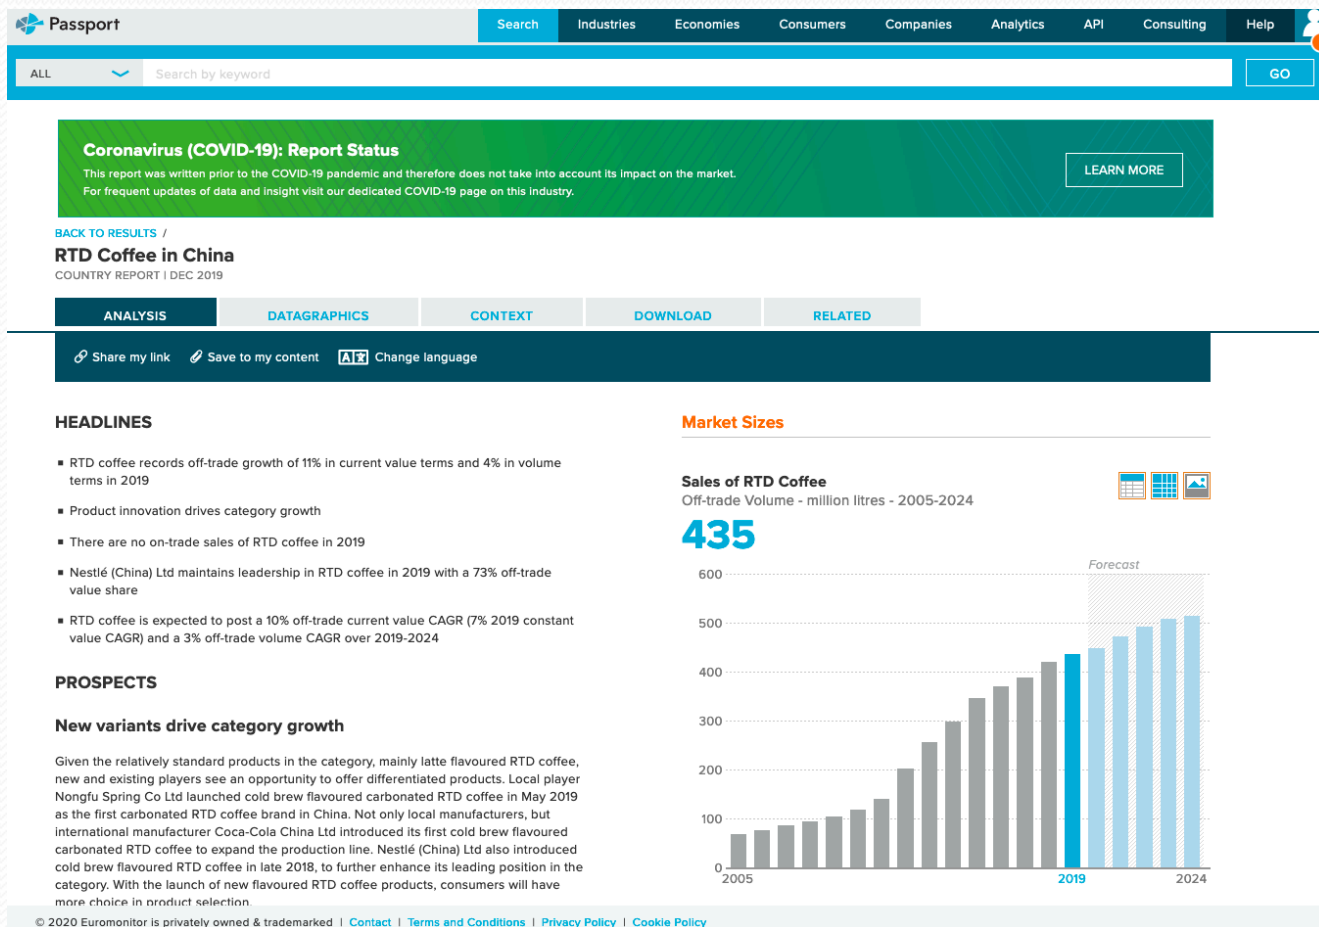 Passport
Search Industries Economies Consumers Companies Analytics API Consulting Help
ALL Search by keyword GO
Coronavirus (COVID-19): Report Status
This report was written prior to the COVID-19 pandemic and therefore does not take into account its impact on the market.
For frequent updates of data and insight visit our dedicated COVID-19 page on this industry.
LEARN MORE
BACK TO RESULTS /
RTD Coffee in China
COUNTRY REPORT | DEC 2019
ANALYSIS DATAGRAPHICS CONTEXT DOWNLOAD RELATED
Share my link Save to my content A文 Change language
HEADLINES
▪ RTD coffee records off-trade growth of 11% in current value terms and 4% in volume
terms in 2019
▪ Product innovation drives category growth
▪ There are no on-trade sales of RTD coffee in 2019
▪ Nestlé (China) Ltd maintains leadership in RTD coffee in 2019 with a 73% off-trade
value share
▪ RTD coffee is expected to post a 10% off-trade current value CAGR (7% 2019 constant
value CAGR) and a 3% off-trade volume CAGR over 2019-2024
PROSPECTS
New variants drive category growth
Given the relatively standard products in the category, mainly latte flavoured RTD coffee,
new and existing players see an opportunity to offer differentiated products. Local player
Nongfu Spring Co Ltd launched cold brew flavoured carbonated RTD coffee in May 2019
as the first carbonated RTD coffee brand in China. Not only local manufacturers, but
international manufacturer Coca-Cola China Ltd introduced its first cold brew flavoured
carbonated RTD coffee to expand the production line. Nestlé (China) Ltd also introduced
cold brew flavoured RTD coffee in late 2018, to further enhance its leading position in the
category. With the launch of new flavoured RTD coffee products, consumers will have
more choice in product selection.
Market Sizes
Sales of RTD Coffee
Off-trade Volume - million litres - 2005-2024
435
Forecast
600
500
400
300
200
100
0
2005 2019 2024
© 2020 Euromonitor is privately owned & trademarked | Contact | Terms and Conditions | Privacy Policy | Cookie Policy